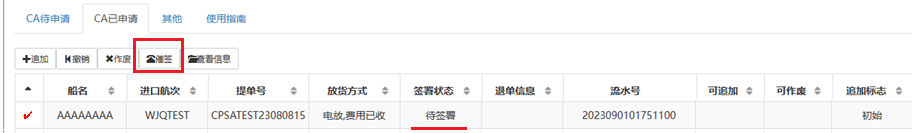 CA待申请 CA已申请 其他 使用指南
追加 撤销 作废 催签 查看信息
船名 进口航次 提单号 放货方式 签署状态 退单信息 流水号 可追加 可作废 追加标志
AAAAAAAA WJQTEST CPSATEST23080815 电放,费用已收 待签署 2023090101751100 初始